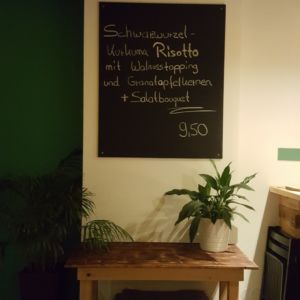 Schwarzwurzel-
Kurkuma Risotto
mit Walnusstopping
und Granatapfelkernen
+ Salatbouquet
9,50